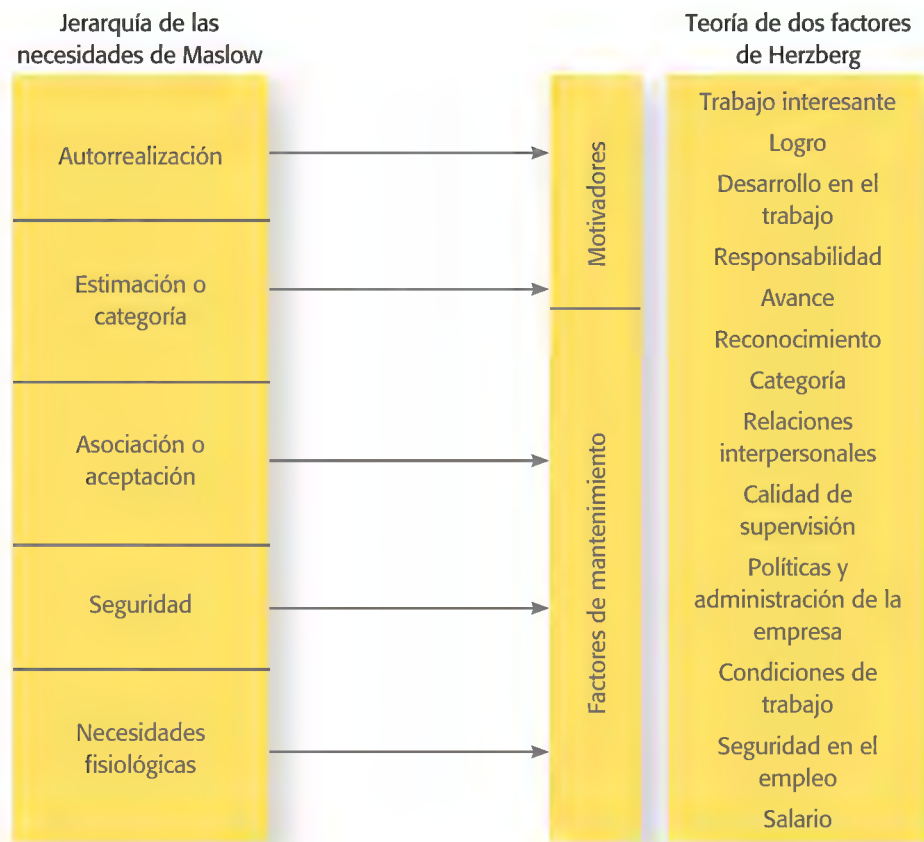 Jerarquía de las
necesidades de Maslow
Autorrealización
Estimación o
categoría
Asociación o
aceptación
Seguridad
Necesidades
fisiológicas
Motivadores
Factores de mantenimiento
Teoría de dos factores
de Herzberg
Trabajo interesante
Logro
Desarrollo en el
trabajo
Responsabilidad
Avance
Reconocimiento
Categoría
Relaciones
interpersonales
Calidad de
supervisión
Políticas y
administración de la
empresa
Condiciones de
trabajo
Seguridad en el
empleo
Salario